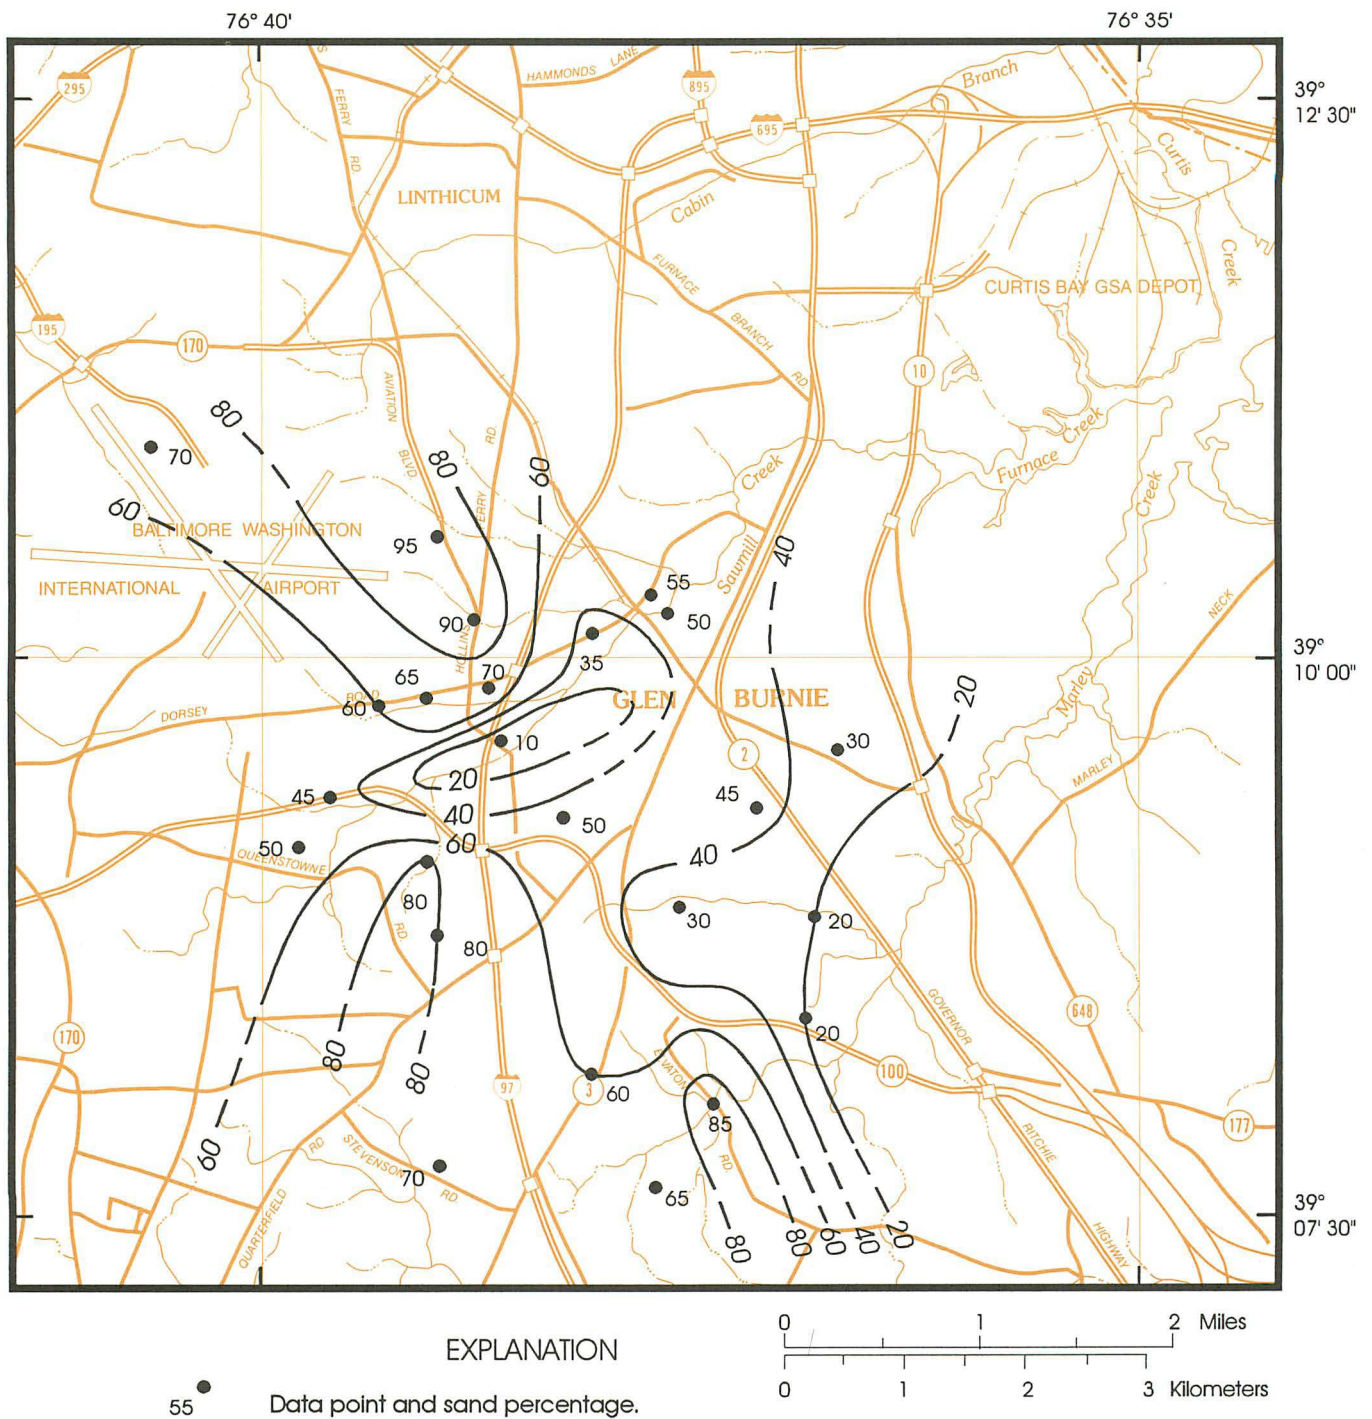 76° 40'
76° 35'
39°
12' 30"
295
FERRY
RD.
HAMMONDS LANE
895
695
Branch
Curtis
Creek
LINTHICUM
Cabin
FURNACE
BRANCH
RD.
CURTIS BAY GSA DEPOT
195
170
10
AVIATION
BLVD
RD.
80
80
60
70
60
Creek
Furnace Creek
Creek
BALTIMORE WASHINGTON
INTERNATIONAL AIRPORT
95
ERRY
Sawmill
40
55
50
NECK
90
HOLLINS
35
39°
10' 00"
65
70
20
ROAD
60
DORSEY
GLEN BURNIE
Marley
10
2
30
20
MARLEY
45
40
45
50
60
50
QUEENSTOWNE
40
80
RD.
30
20
80
GOVERNOR
20
648
170
80
80
97
3
60
100
85
177
60
RD
STEVENSON
RD
70
RD.
65
RITCHIE
39°
07' 30"
QUARTERFIELD
80
80
60
40
20
HIGHWAY
0 1 2 Miles
0 1 2 3 Kilometers
EXPLANATION
55 Data point and sand percentage.